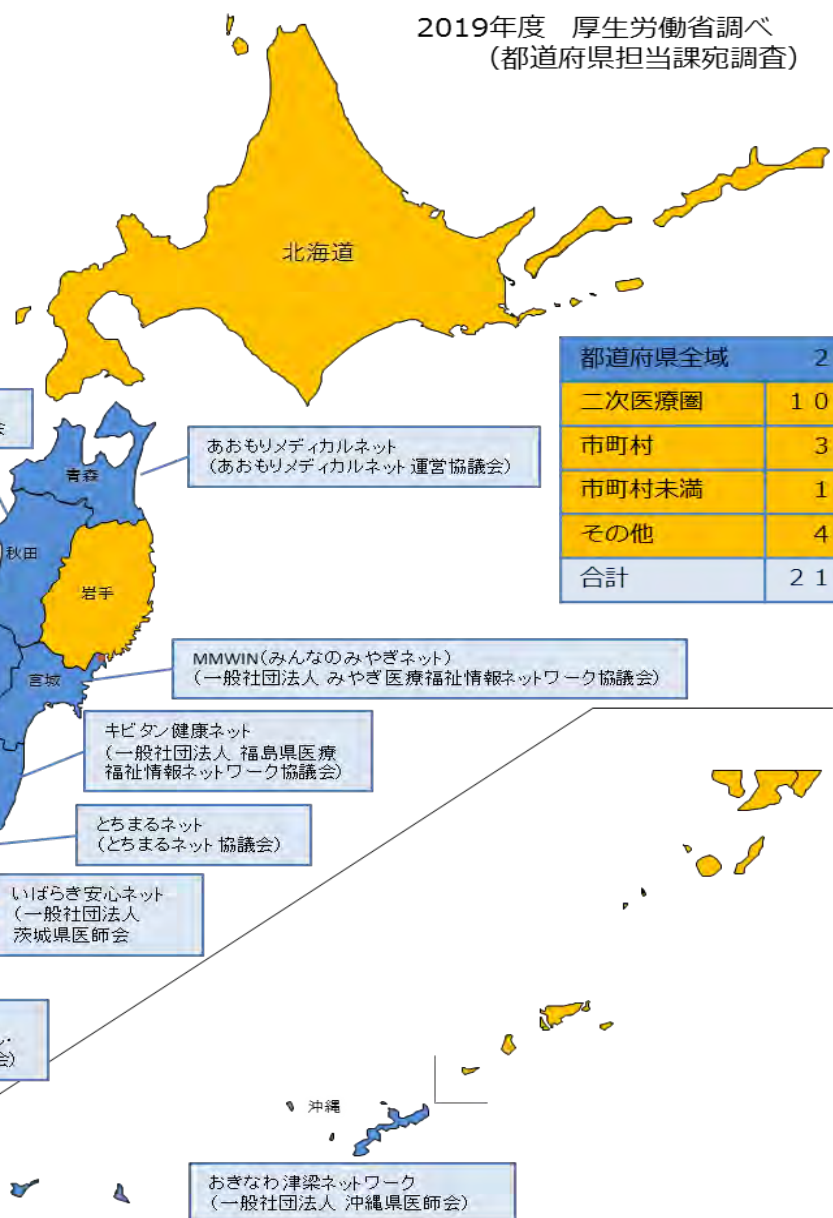 2019年度　厚生労働省調べ
(都道府県担当課宛調査)
北海道
都道府県全域　2
二次医療圏　１０
市町村　3
市町村未満　1
その他　4
合計　２１
会
あおもりメディカルネット
(あおもりメディカルネット運営協議会)
青森
秋田
岩手
MMWIN(みんなのみやぎネット)
(一般社団法人 みやぎ医療福祉情報ネットワーク協議会)
宮城
キビタン健康ネット
(一般社団法人 福島県医療
福祉情報ネットワーク協議会)
とちまるネット
(とちまるネット協議会)
いばらき安心ネット
(一般社団法人
茨城県医師会
会)
沖縄
おきなわ津梁ネットワーク
(一般社団法人 沖縄県医師会)